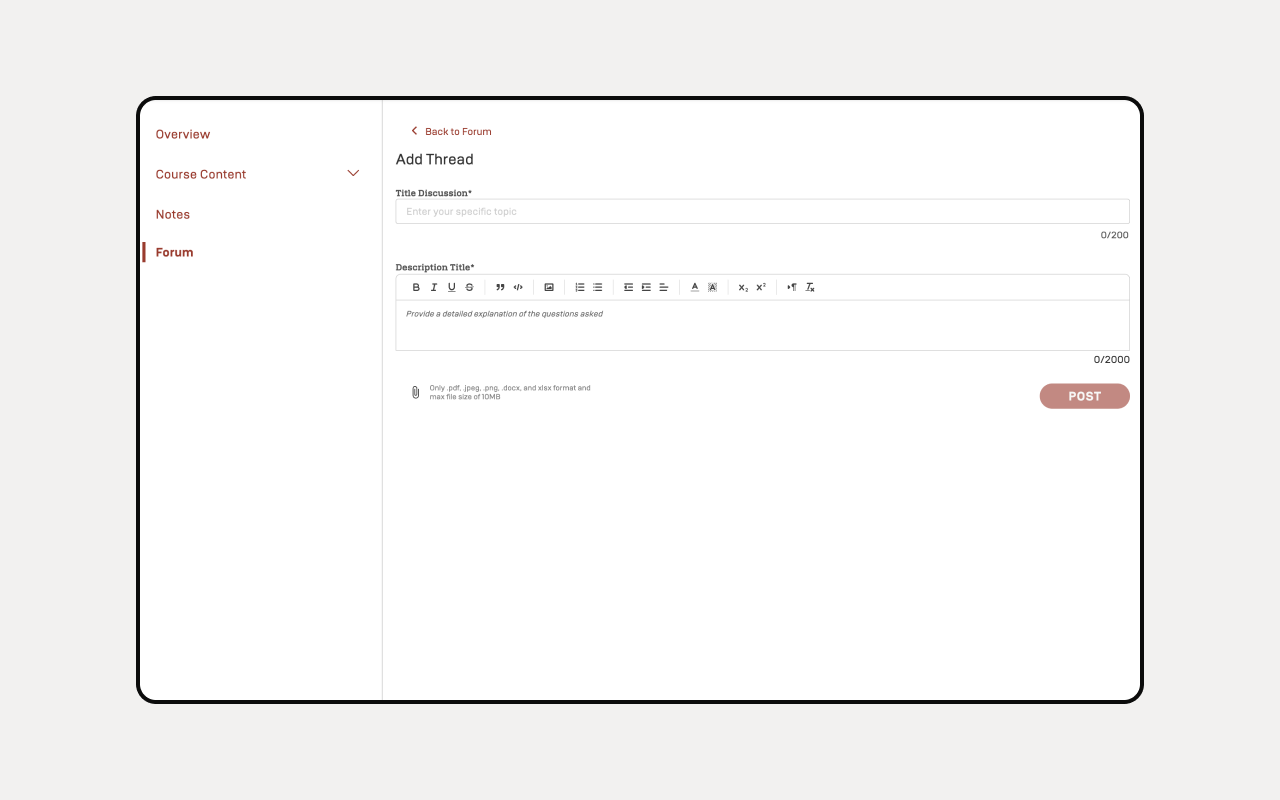 Overview
Course Content
Notes
Forum
Back to Forum
Add Thread
Title Discussion*
Enter your specific topic
0/200
Description Title*
Provide a detailed explanation of the questions asked
0/2000
Only .pdf, .jpeg, .png, .docx, and xlsx format and
max file size of 10MB
POST